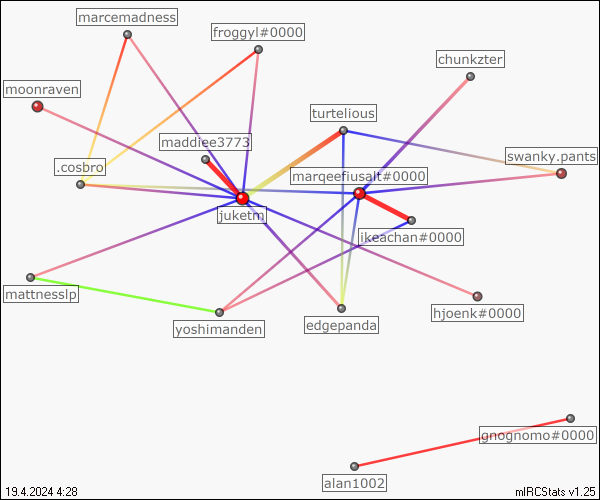 marcemadness
froggyl#0000
chunkzter
moonraven
turtelious
maddiee3773
swanky.pants
.cosbro
marqeefiusalt#0000
juketm
ikeachan#0000
mattnesslp
yoshimanden
edgepanda
hjoenk#0000
gnognomo#0000
alan1002
19.4.2024 4:28
mIRCStats v1.25